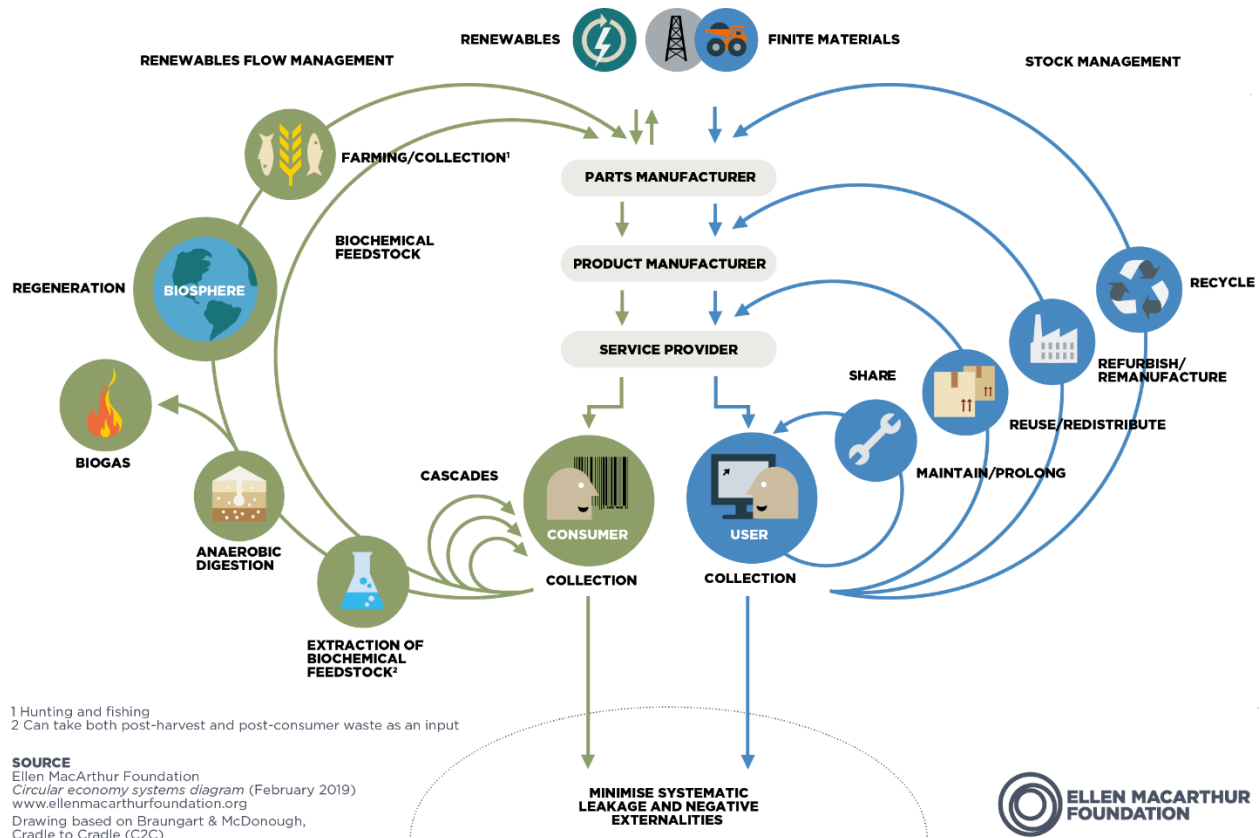 RENEWABLES
FINITE MATERIALS
RENEWABLES FLOW MANAGEMENT
STOCK MANAGEMENT
FARMING/COLLECTION¹
PARTS MANUFACTURER
BIOCHEMICAL
FEEDSTOCK
PRODUCT MANUFACTURER
REGENERATION
BIOSPHERE
RECYCLE
SERVICE PROVIDER
SHARE
REFURBISH/
REMANUFACTURE
REUSE/REDISTRIBUTE
BIOGAS
CASCADES
MAINTAIN/PROLONG
CONSUMER
USER
ANAEROBIC
DIGESTION
COLLECTION
COLLECTION
EXTRACTION OF
BIOCHEMICAL
FEEDSTOCK²
1 Hunting and fishing
2 Can take both post-harvest and post-consumer waste as an input
SOURCE
Ellen MacArthur Foundation
Circular economy systems diagram (February 2019)
www.ellenmacarthurfoundation.org
Drawing based on Braungart & McDonough,
Cradle to Cradle (C2C)
MINIMISE SYSTEMATIC
LEAKAGE AND NEGATIVE
EXTERNALITIES
ELLEN MACARTHUR
FOUNDATION